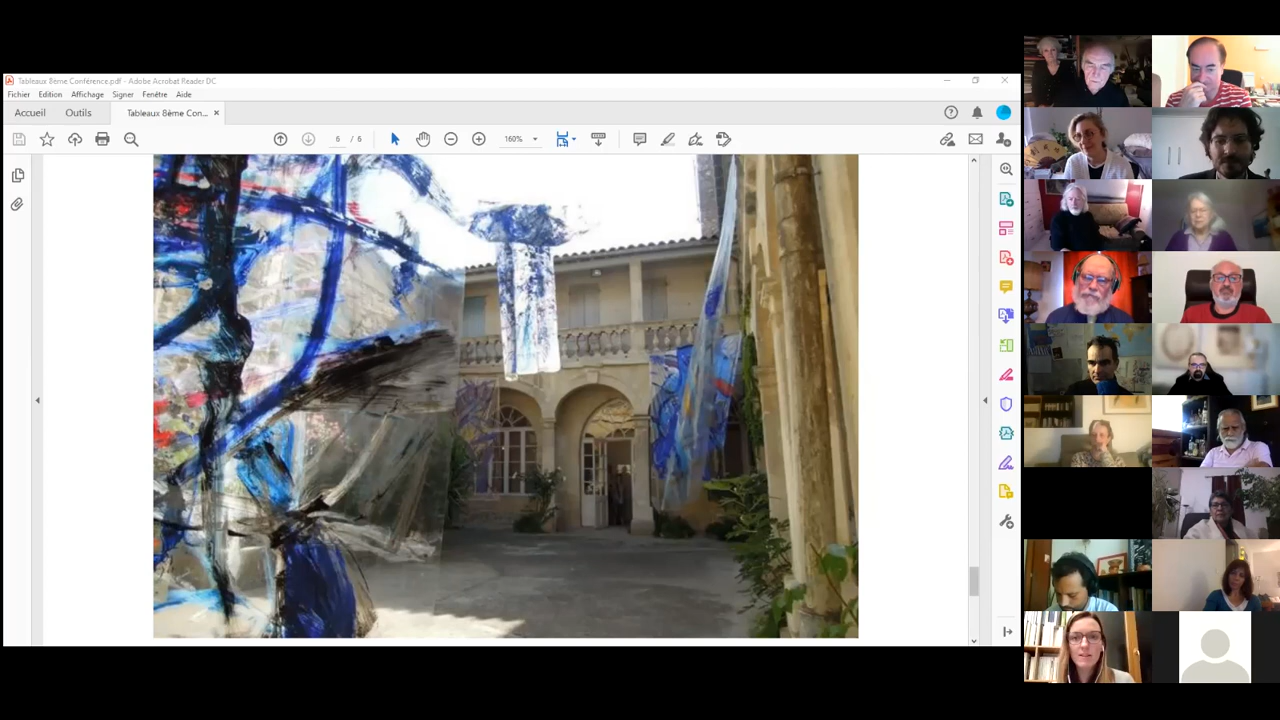 Tableaux 8ème Conférence.pdf - Adobe Acrobat Reader DC
Fichier Edition Affichage Signer Fenêtre Aide
Accueil Outils Tableaux 8ème Con... ×
6 / 6 160%